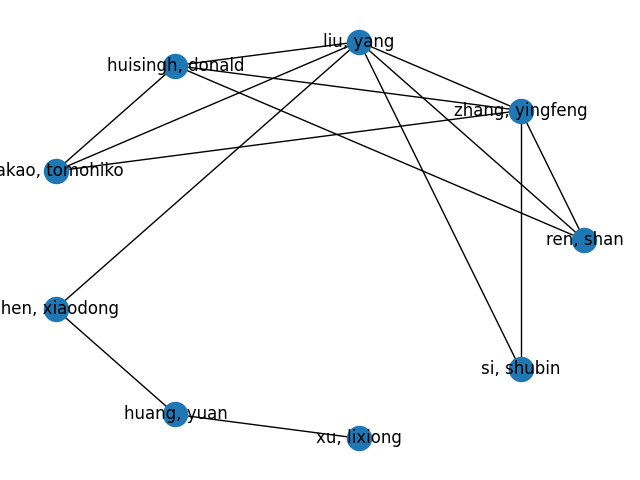 liu, yang
huisingh, donald
zhang, yingfeng
akao, tomohiko
ren, shan
hen, xiaodong
si, shubin
huang, yuan
xu, lixiong